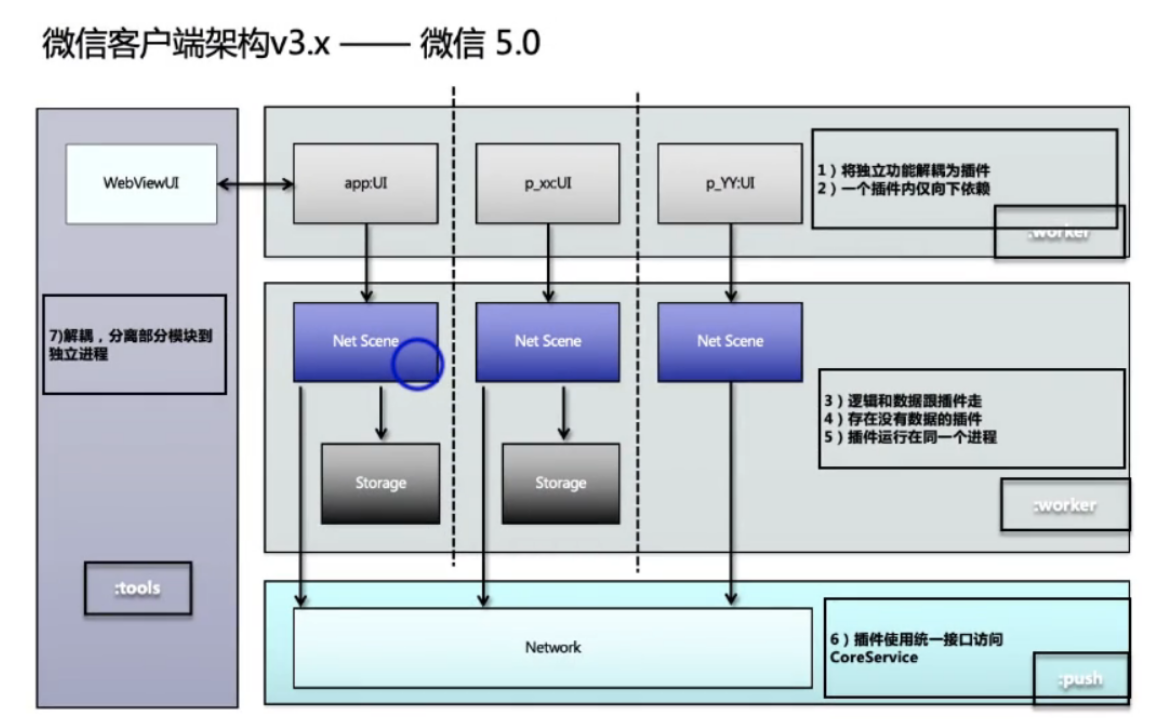 微信客户端架构v3.x —— 微信 5.0
WebViewUI
app:UI
p_xx:UI
p_YY:UI
1）将独立功能解耦为插件
2）一个插件内仅向下依赖
:worker
7)解耦，分离部分模块到
独立进程
Net Scene
Net Scene
Net Scene
3）逻辑和数据跟插件走
4）存在没有数据的插件
5）插件运行在同一个进程
Storage
Storage
:worker
:tools
Network
6）插件使用统一接口访问
CoreService
:push